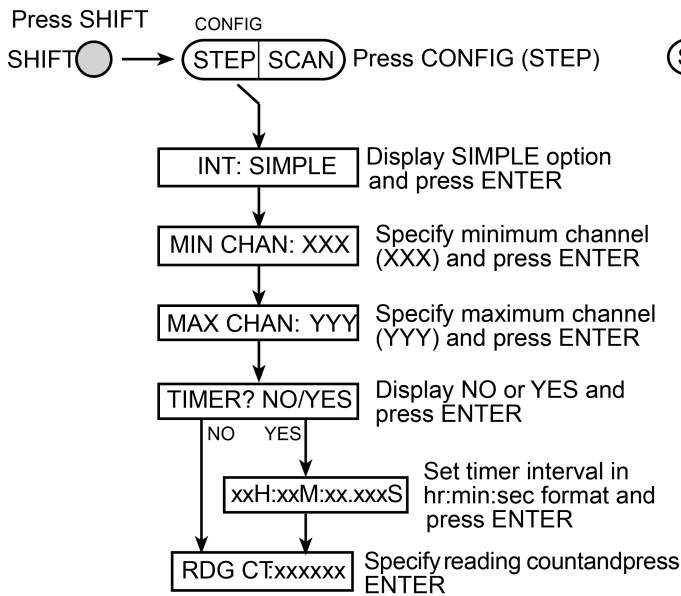 Press SHIFT
CONFIG
SHIFT
STEP SCAN
Press CONFIG (STEP)
INT: SIMPLE
Display SIMPLE option
and press ENTER
MIN CHAN: XXX
Specify minimum channel
(XXX) and press ENTER
MAX CHAN: YYY
Specify maximum channel
(YYY) and press ENTER
TIMER? NO/YES
Display NO or YES and
press ENTER
NO YES
xxH:xxM:xx.xxxS
Set timer interval in
hr:min:sec format and
press ENTER
RDG CT:xxxxxx
Specify reading countandpress
ENTER